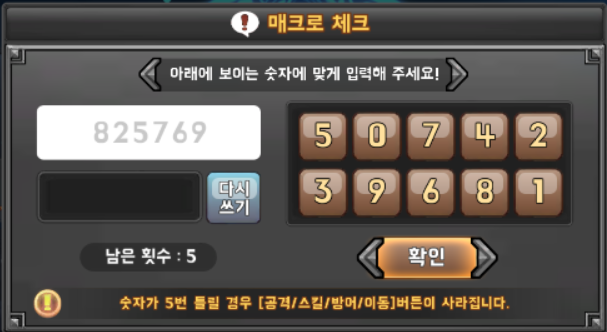 매크로 체크
아래에 보이는 숫자에 맞게 입력해 주세요!
825769
5 0 7 4 2
3 9 6 8 1
다시
쓰기
남은 횟수 : 5
확인
숫자가 5번 틀릴 경우 [공격/스킬/방어/이동]버튼이 사라집니다.